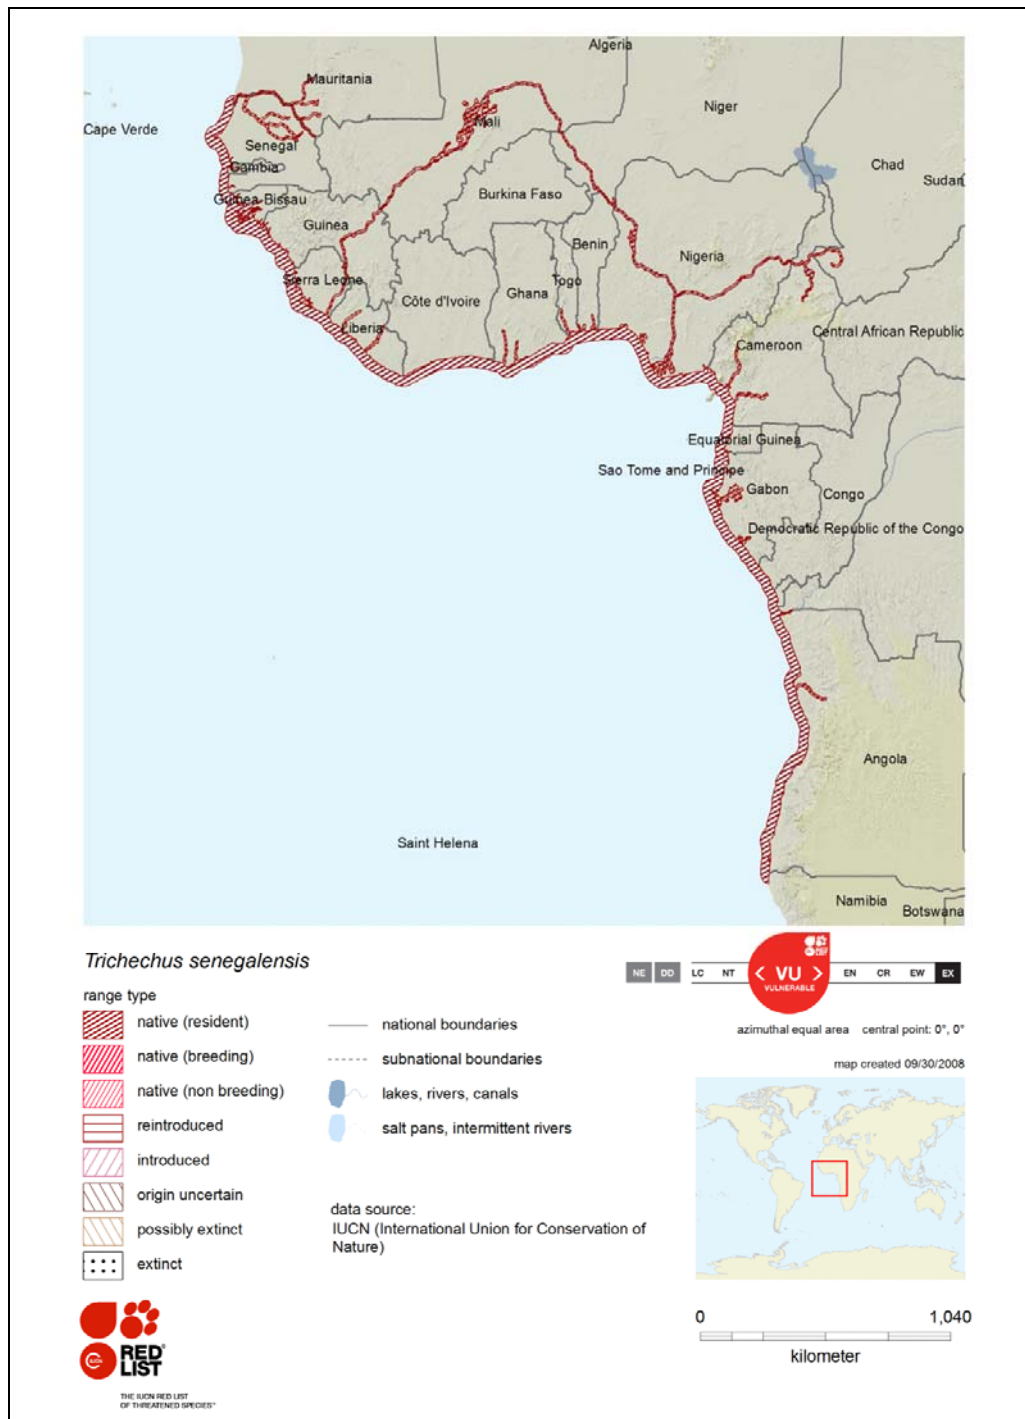 Algeria
Mauritania
Niger
Mali
Cape Verde
Senegal
Chad
Gambia
Sudan
Burkina Faso
Guinea-Bissau
Guinea
Benin
Nigeria
Sierra Leone
Togo
Ghana
Côte d'Ivoire
Liberia
Central African Republic
Cameroon
Equatorial Guinea
Sao Tome and Principe
Gabon
Congo
Democratic Republic of the Congo
Angola
Saint Helena
Namibia
Botswana
Trichechus senegalensis
range type
native (resident)
native (breeding)
native (non breeding)
reintroduced
introduced
origin uncertain
possibly extinct
extinct
national boundaries
subnational boundaries
lakes, rivers, canals
salt pans, intermittent rivers
data source:
IUCN (International Union for Conservation of
Nature)
NE DD LC NT < VU > EN CR EW EX
VULNERABLE
azimuthal equal area central point: 0°, 0°
map created 09/30/2008
0 1,040
kilometer
IUCN
RED
LIST
THE IUCN RED LIST
OF THREATENED SPECIES™